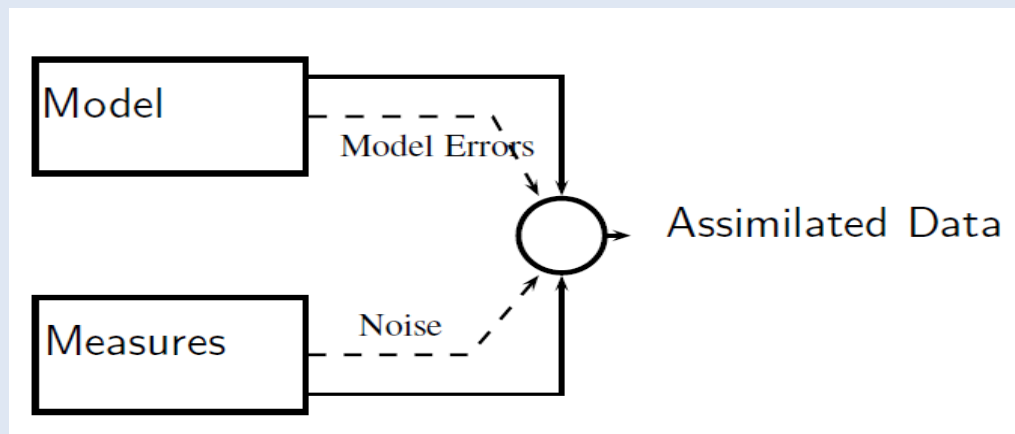 Model
Model Errors
Assimilated Data
Noise
Measures